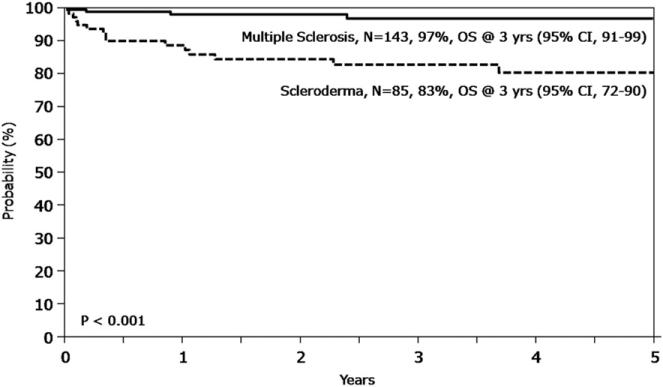 100
90
80
70
60
50
40
30
20
10
0
Probability (%)
Multiple Sclerosis, N=143, 97%, OS @ 3 yrs (95% CI, 91-99)
Scleroderma, N=85, 83%, OS @ 3 yrs (95% CI, 72-90)
P < 0.001
0 1 2 3 4 5
Years